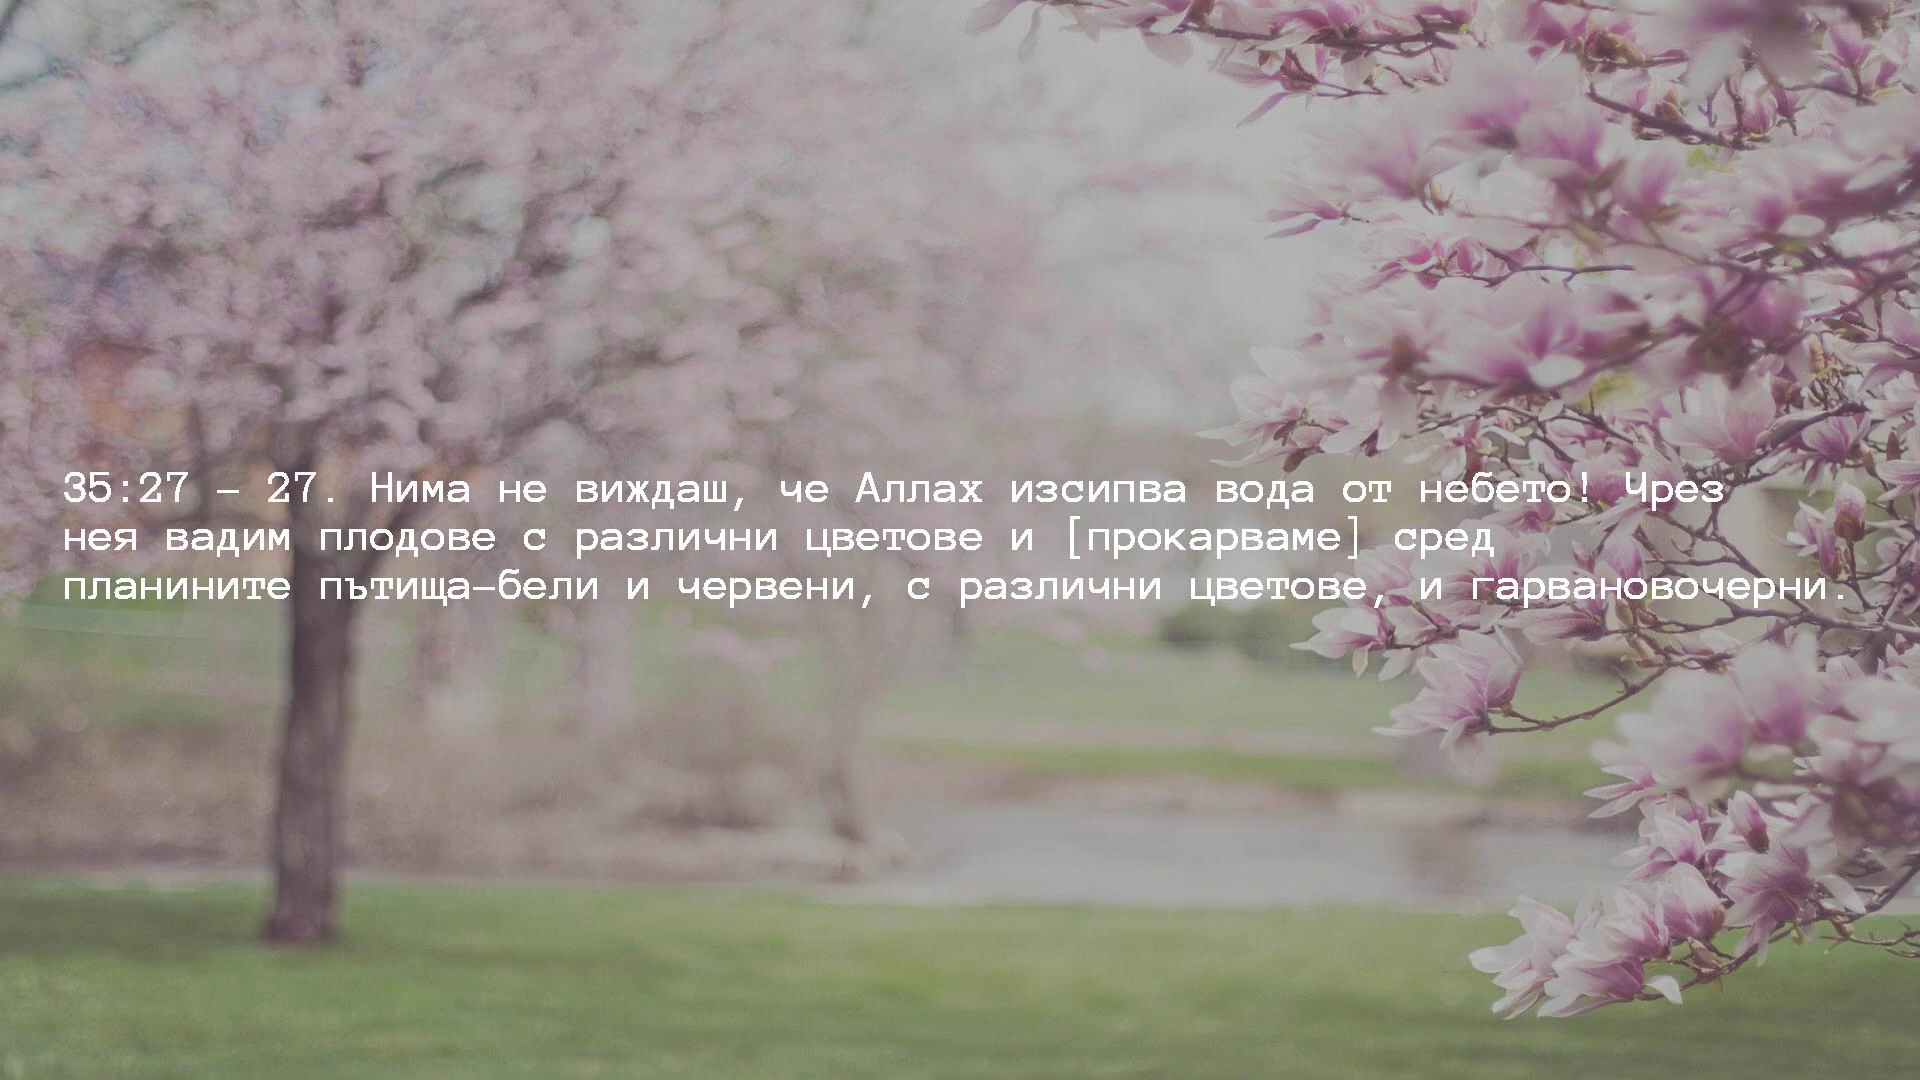 35:27 – 27. Нима не виждаш, че Аллах изсипва вода от небето! Чрез
нея вадим плодове с различни цветове и [прокарваме] сред
планините пътища–бели и червени, с различни цветове, и гарвановочерни.